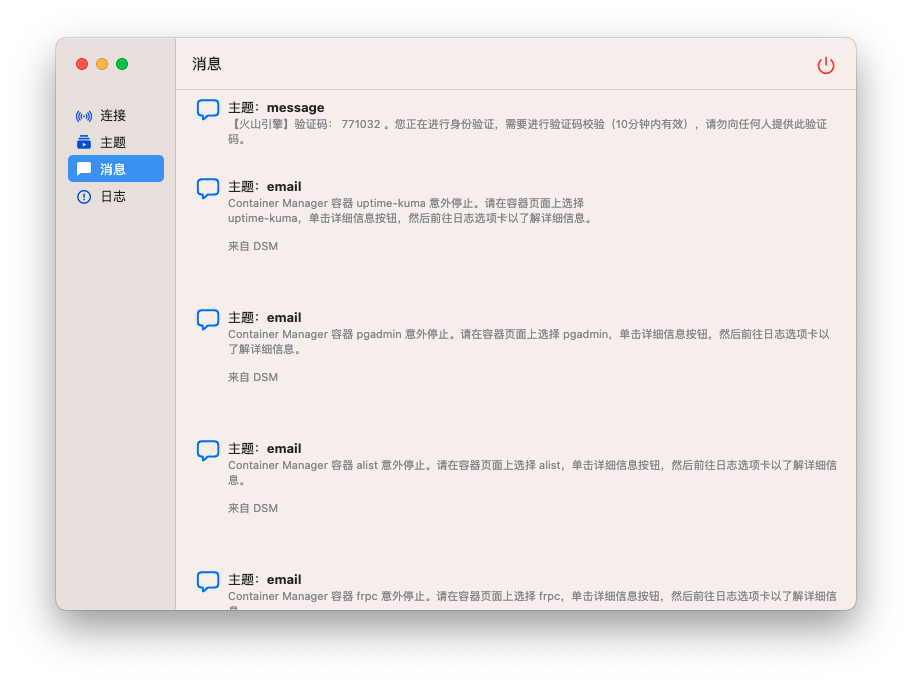 消息
连接
主题
消息
日志
主题：message
【火山引擎】验证码： 771032 。您正在进行身份验证，需要进行验证码校验（10分钟内有效），请勿向任何人提供此验证
码。
主题：email
Container Manager 容器 uptime-kuma 意外停止。请在容器页面上选择
uptime-kuma，单击详细信息按钮，然后前往日志选项卡以了解详细信息。
来自 DSM
主题：email
Container Manager 容器 pgadmin 意外停止。请在容器页面上选择 pgadmin，单击详细信息按钮，然后前往日志选项卡以
了解详细信息。
来自 DSM
主题：email
Container Manager 容器 alist 意外停止。请在容器页面上选择 alist，单击详细信息按钮，然后前往日志选项卡以了解详细信
息。
来自 DSM
主题：email
Container Manager 容器 frpc 意外停止。请在容器页面上选择 frpc，单击详细信息按钮，然后前往日志选项卡以了解详细信